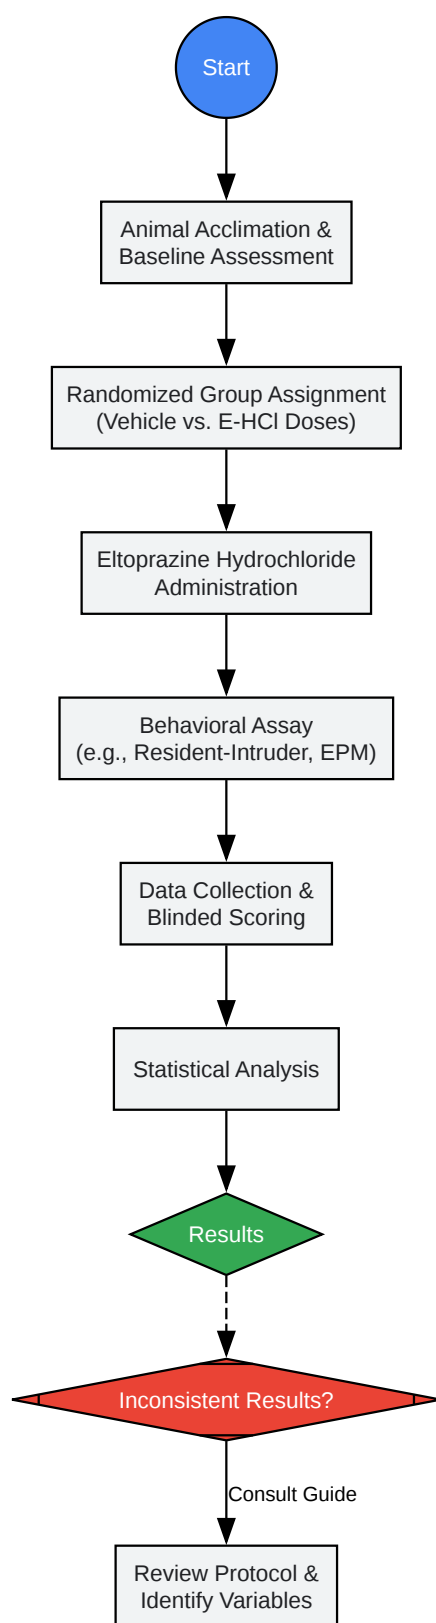 Start
Animal Acclimation &
Baseline Assessment
Randomized Group Assignment
(Vehicle vs. E-HCl Doses)
Eltoprazine Hydrochloride
Administration
Behavioral Assay
(e.g., Resident-Intruder, EPM)
Data Collection &
Blinded Scoring
Statistical Analysis
Results
Inconsistent Results?
Consult Guide
Review Protocol &
Identify Variables